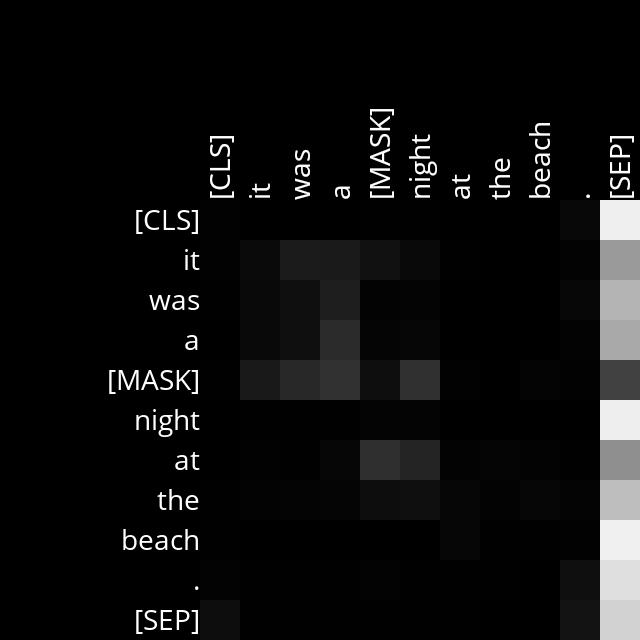 [CLS] it was a [MASK] night at the beach . [SEP]
[CLS]
it
was
a
[MASK]
night
at
the
beach
.
[SEP]